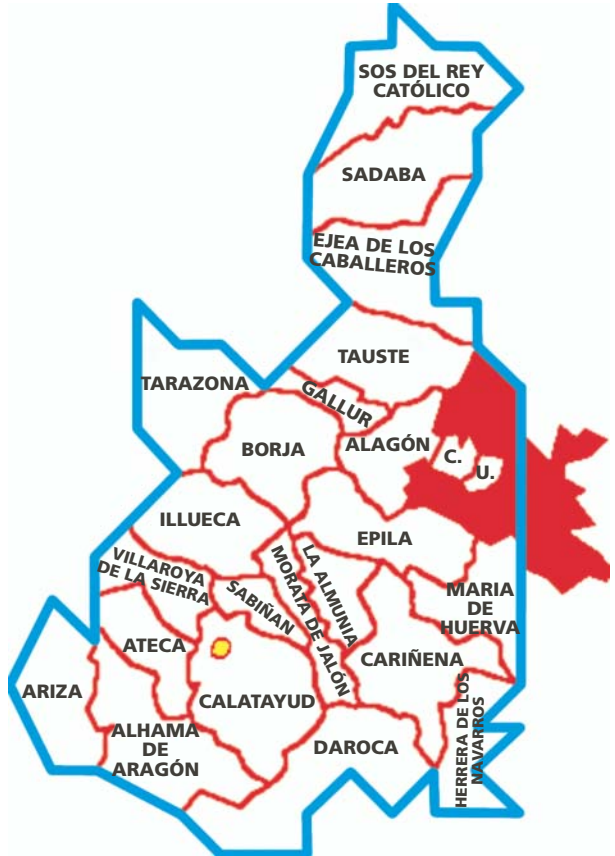 SOS DEL REY
CATÓLICO
SADABA
EJEA DE LOS
CABALLEROS
TAUSTE
TARAZONA
GALLUR
BORJA
ALAGÓN
C.
U.
ILLUECA
EPILA
VILLAROYA
DE LA SIERRA
SABIÑAN
MORATA DE JALÓN
LA ALMUNIA
MARIA
DE
HUERVA
ATECA
CARIÑENA
ARIZA
CALATAYUD
ALHAMA
DE
ARAGÓN
DAROCA
HERRERA DE LOS
NAVARROS